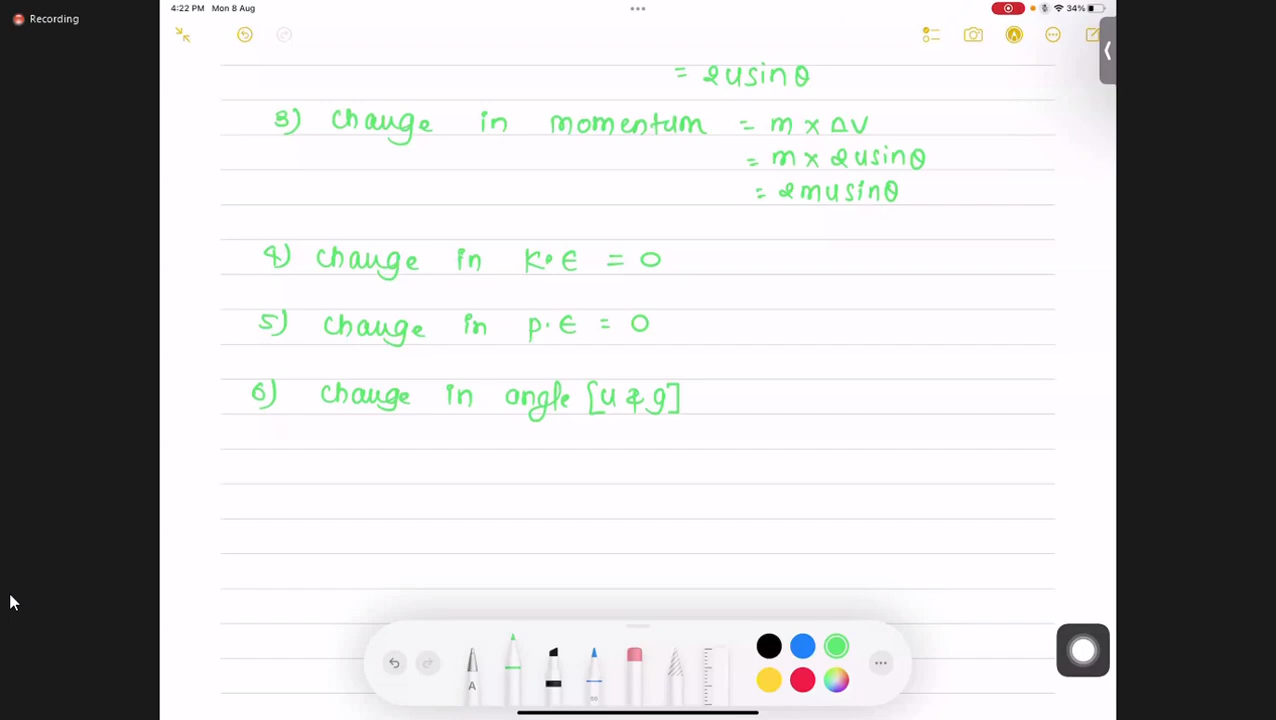 Recording
4:22 PM Mon 8 Aug
34%
= 2usinθ
3) change in momentum = m × ΔV
= m × 2usinθ
= 2musinθ
4) change in K.E = 0
5) change in p.E = 0
6) change in angle [u & g]
A